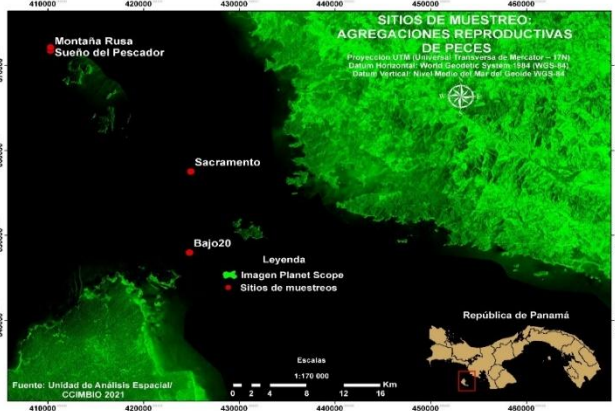 410000 420000 430000 440000 450000 460000
SITIOS DE MUESTREO:
AGREGACIONES REPRODUCTIVAS
DE PECES
Proyección UTM (Universal Transversa de Mercator – 17N)
Datum Horizontal: World Geodetic System 1984 (WGS-84)
Datum Vertical: Nivel Medio del Mar del Geoide WGS-84
Montaña Rusa
Sueño del Pescador
Sacramento
Bajo20
Leyenda
Imagen Planet Scope
Sitios de muestreos
República de Panamá
Escalas
1:170 000
0 2 4 8 12 16 Km
Fuente: Unidad de Análisis Espacial/
CCIMBIO 2021
410000 420000 430000 440000 450000 460000